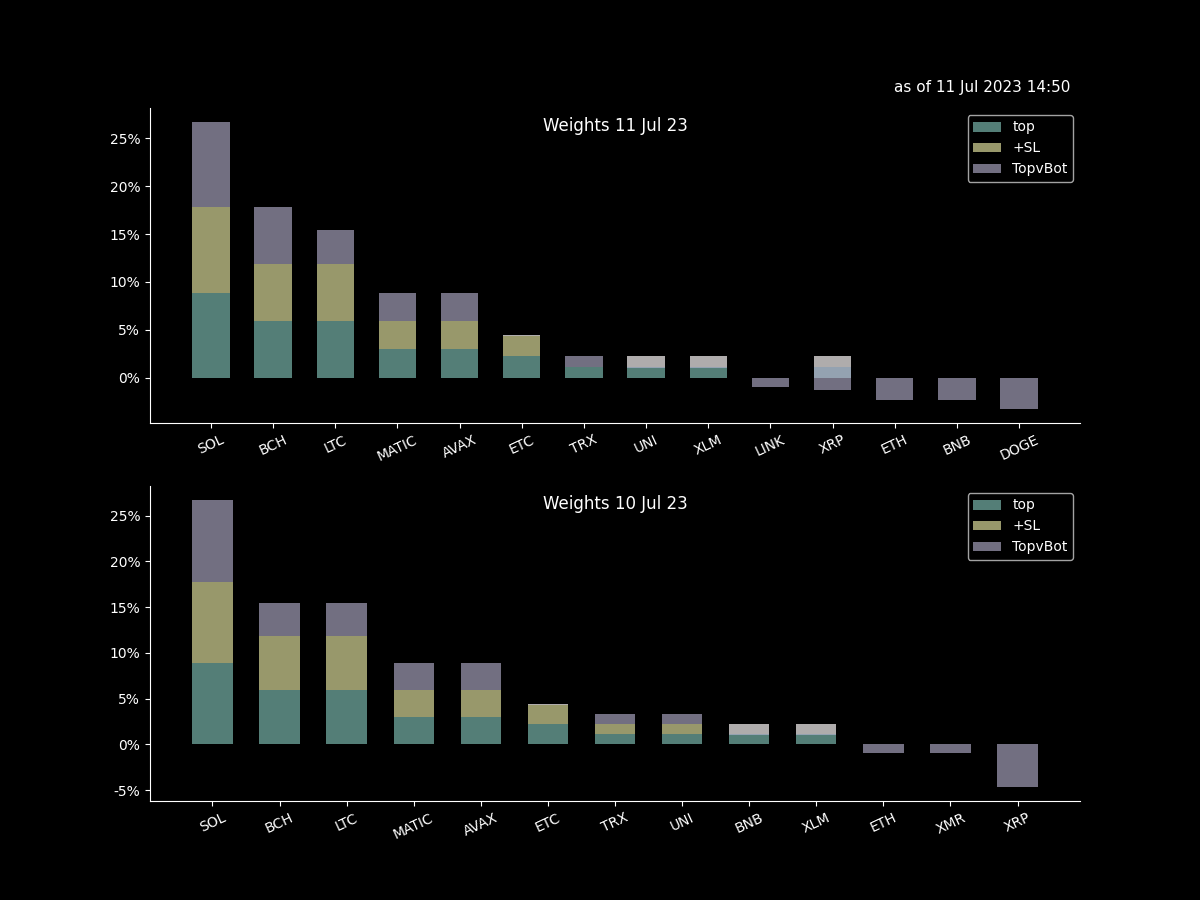 as of 11 Jul 2023 14:50
Weights 11 Jul 23
top
+SL
TopvBot
25%
20%
15%
10%
5%
0%
SOL BCH LTC MATIC AVAX ETC TRX UNI XLM LINK XRP ETH BNB DOGE
Weights 10 Jul 23
top
+SL
TopvBot
25%
20%
15%
10%
5%
0%
-5%
SOL BCH LTC MATIC AVAX ETC TRX UNI BNB XLM ETH XMR XRP